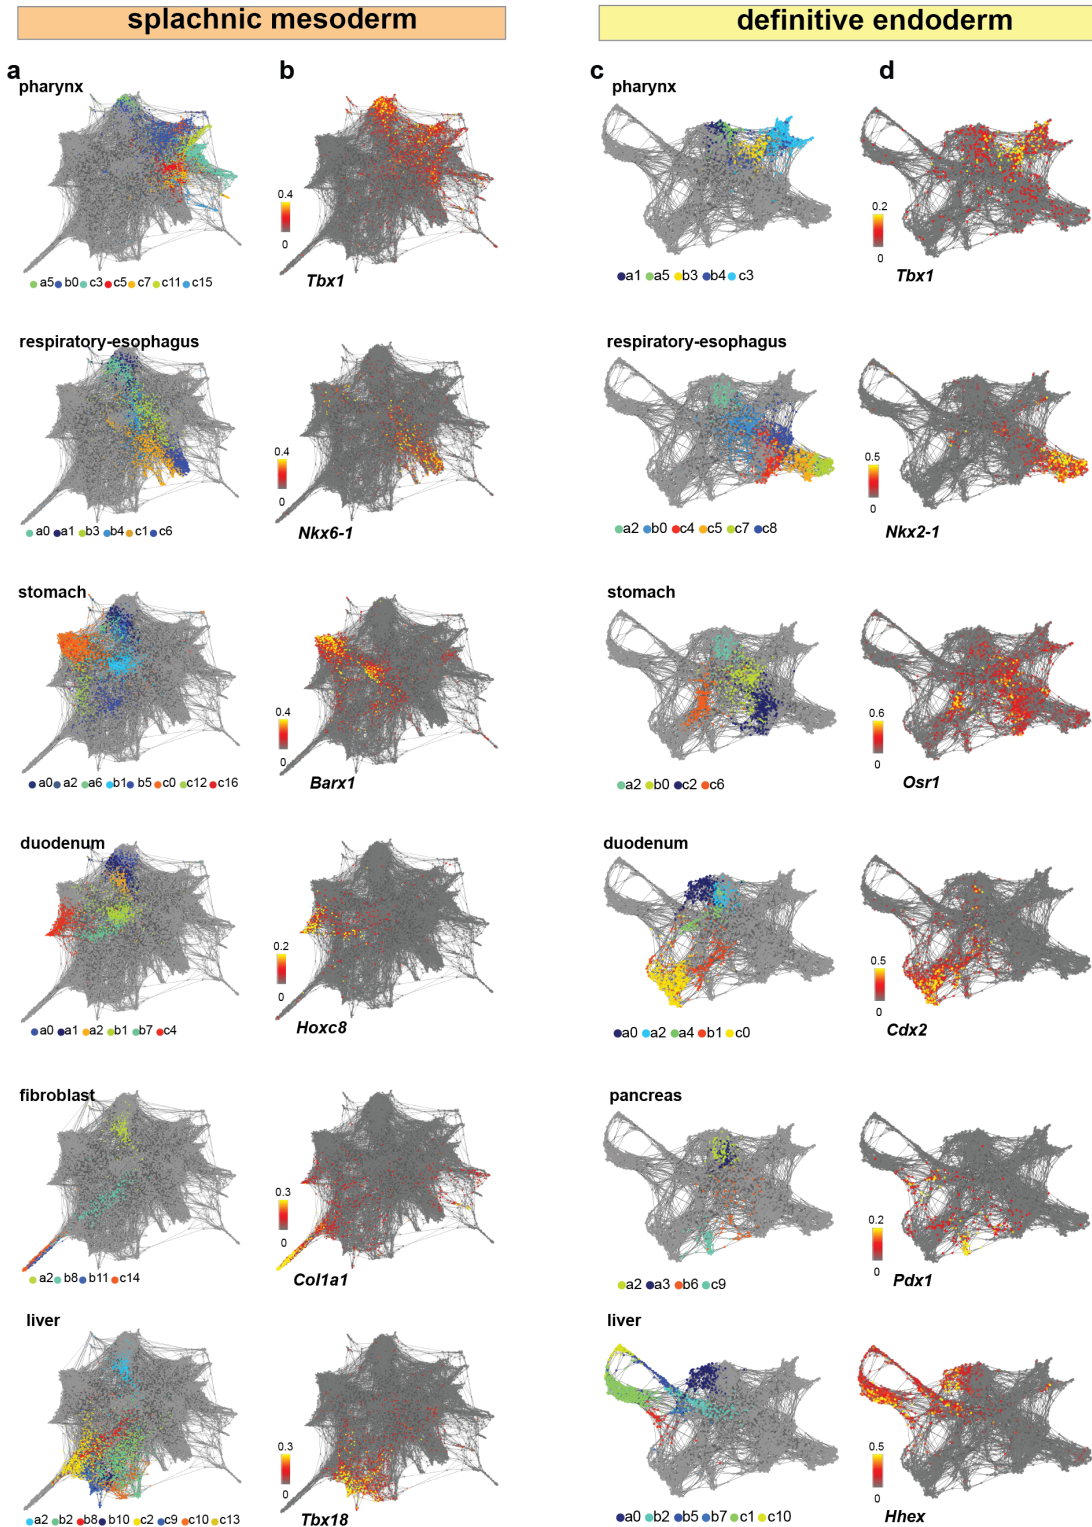 splachnic mesoderm
definitive endoderm
a
b
c
d
pharynx
pharynx
0.4
0
Tbx1
a5 b0 c3 c5 c7 c11 c15
0.2
0
Tbx1
a1 a5 b3 b4 c3
respiratory-esophagus
respiratory-esophagus
0.4
0
Nkx6-1
a0 a1 b3 b4 c1 c6
0.5
0
Nkx2-1
a2 b0 c4 c5 c7 c8
stomach
stomach
0.4
0
Barx1
a0 a2 a6 b1 b5 c0 c12 c16
0.6
0
Osr1
a2 b0 c2 c6
duodenum
duodenum
0.2
0
Hoxc8
a0 a1 a2 b1 b7 c4
0.5
0
Cdx2
a0 a2 a4 b1 c0
fibroblast
pancreas
0.3
0
Col1a1
a2 b8 b11 c14
0.2
0
Pdx1
a2 a3 b6 c9
liver
liver
0.3
0
Tbx18
a2 b2 b8 b10 c2 c9 c10 c13
0.5
0
Hhex
a0 b2 b5 b7 c1 c10